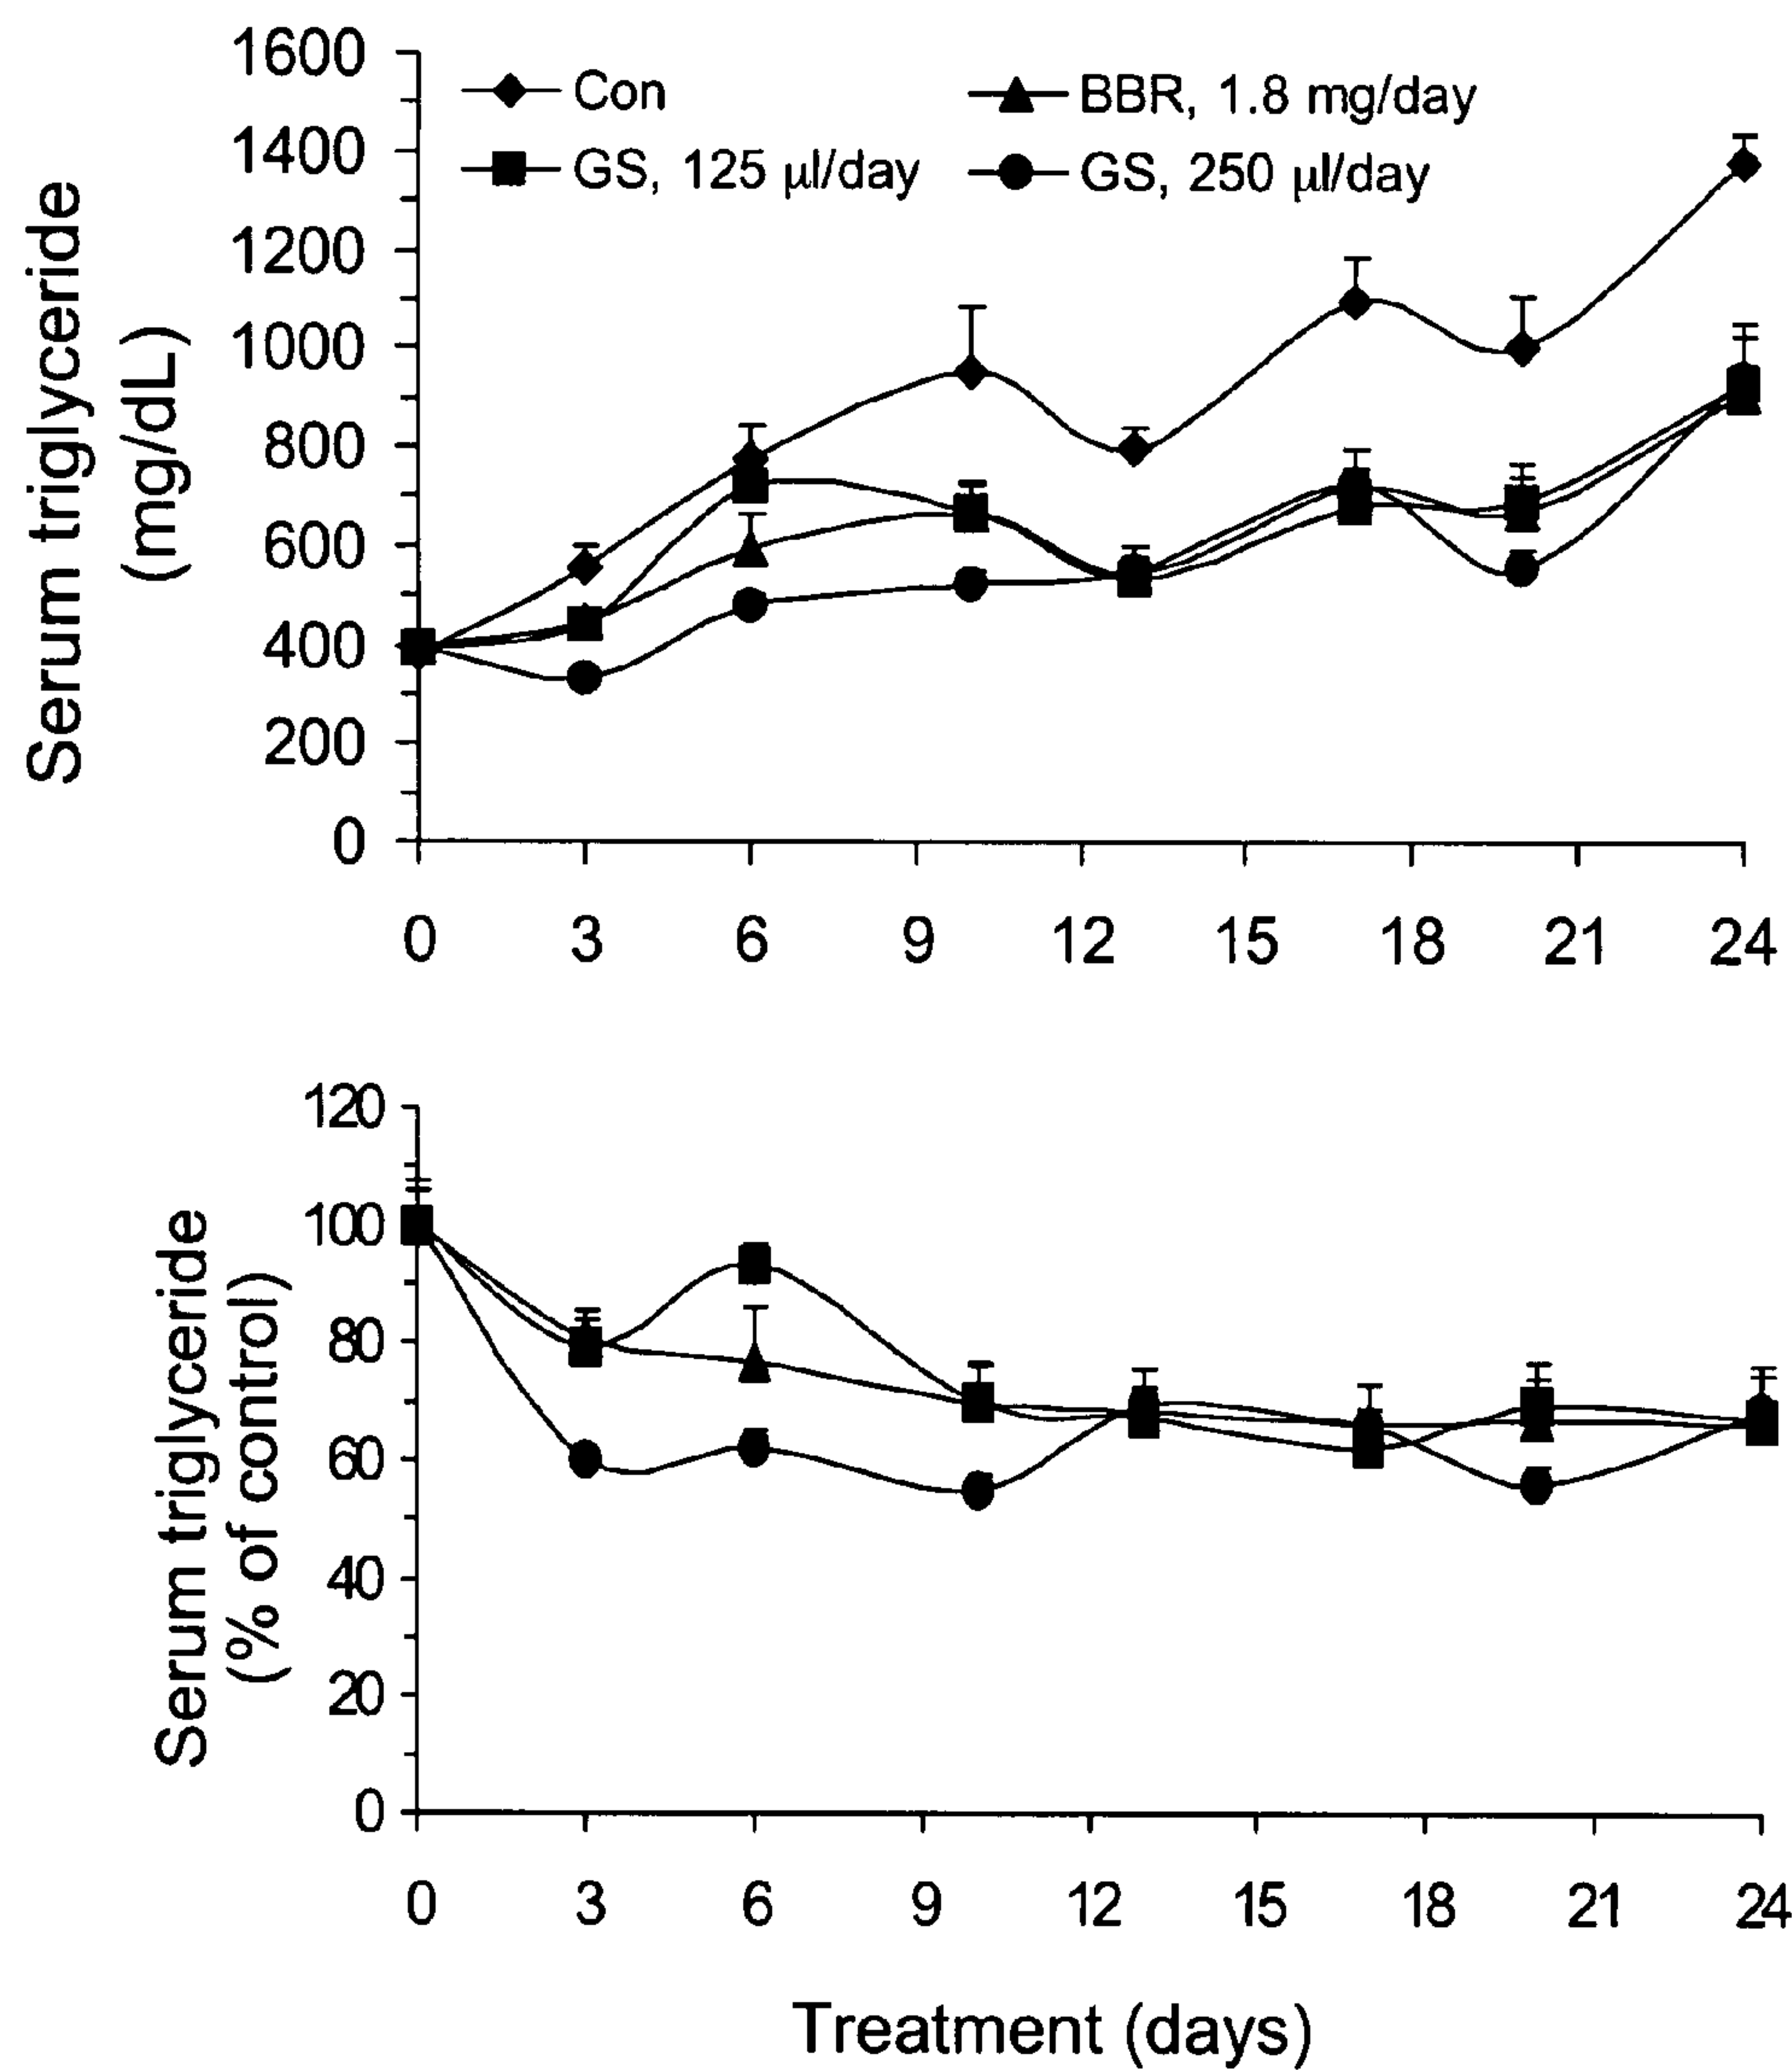 1600
1400
1200
1000
800
600
400
200
0
Serum triglyceride
(mg/dL)
Con
BBR, 1.8 mg/day
GS, 125 μl/day
GS, 250 μl/day
0 3 6 9 12 15 18 21 24
120
100
80
60
40
20
0
Serum triglyceride
(% of control)
0 3 6 9 12 15 18 21 24
Treatment (days)